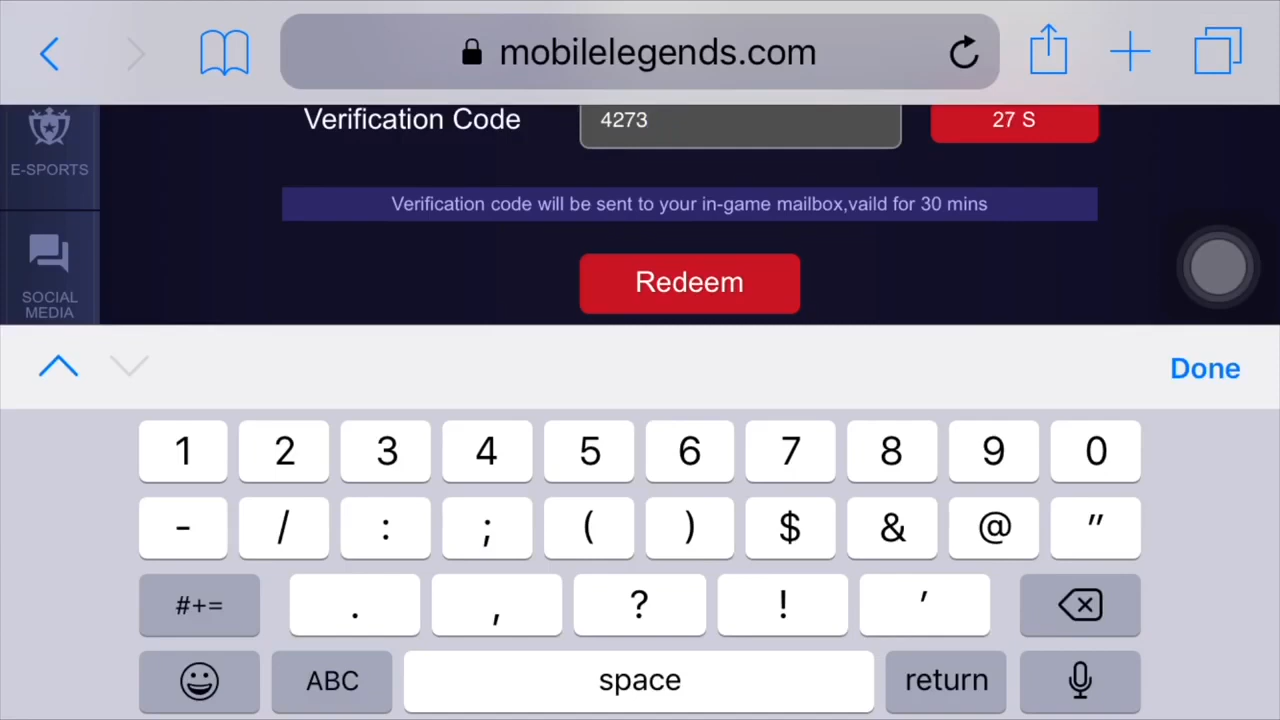 mobilelegends.com
Verification Code 4273 27 S
E-SPORTS
Verification code will be sent to your in-game mailbox,vaild for 30 mins
Redeem
SOCIAL
MEDIA
Done
1 2 3 4 5 6 7 8 9 0
- / : ; ( ) $ & @ "
#+= . , ? ! '
ABC space return